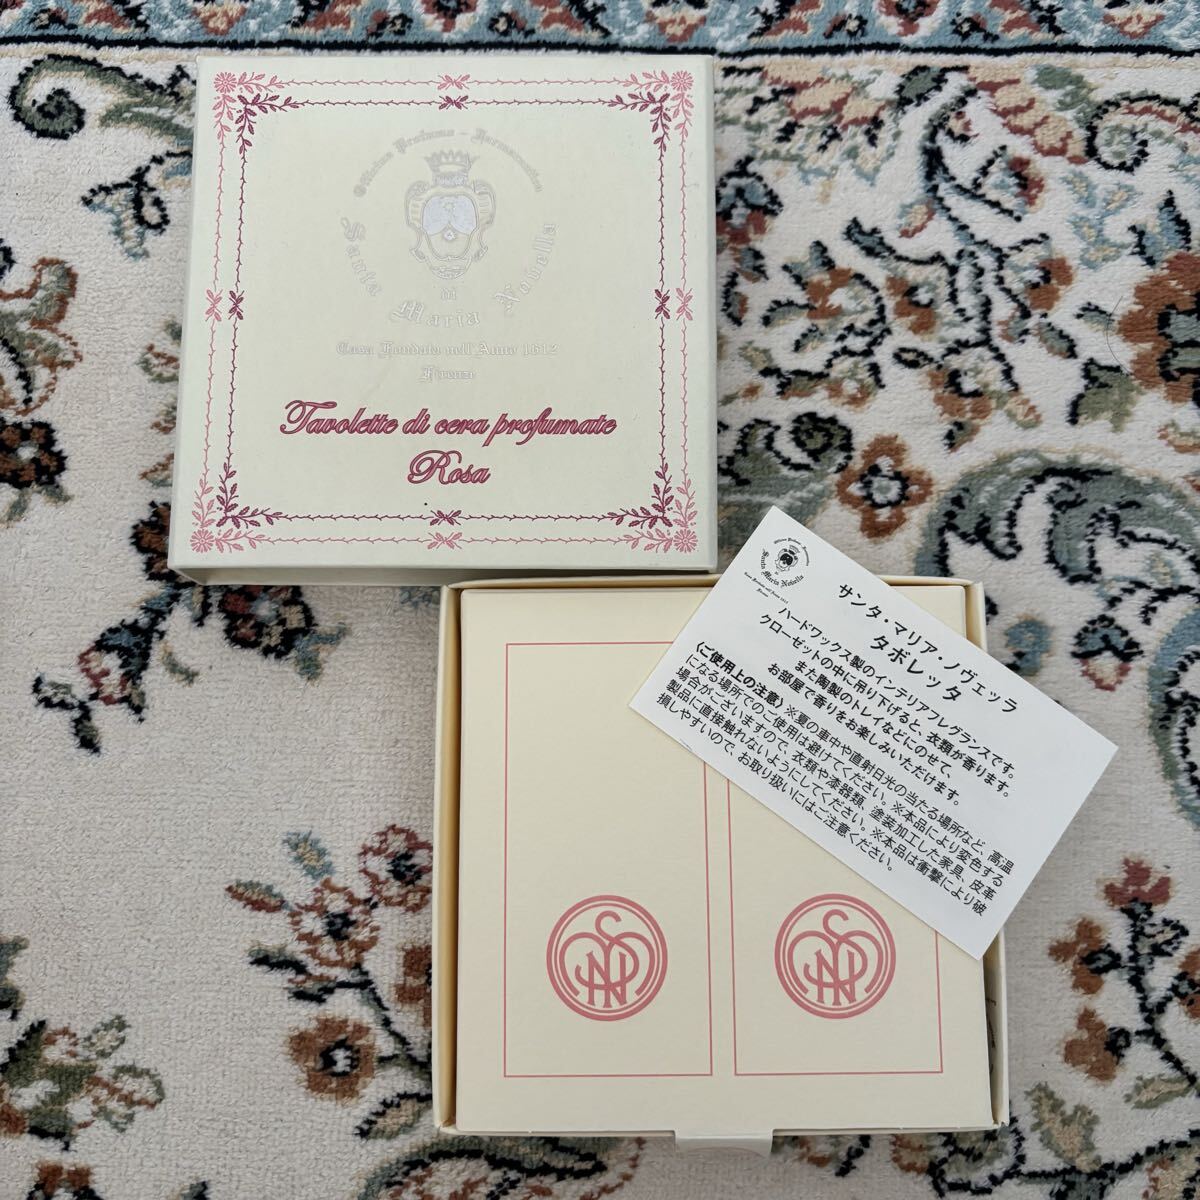 Officina Profumo - Farmaceutica
Santa Maria Novella
di
Casa Fondata nell'Anno 1612
Firenze
Tavolette di cera profumate
Rosa
Santa Maria Novella
サンタ・マリア・ノヴェッラ
タボレッタ
ハードワックス製のインテリアフレグランスです。
クローゼットの中に吊り下げると、衣類が香ります。
また陶製のトレイなどにのせて、
お部屋で香りをお楽しみいただけます。
〈ご使用上の注意〉※夏の車中や直射日光の当たる場所など、高温
になる場所でのご使用は避けてください。※本品により変色する
場合がございますので、衣類や漆器類、塗装加工した家具、皮革
製品に直接触れないようにしてください。※本品は衝撃により破
損しやすいので、お取り扱いにはご注意ください。